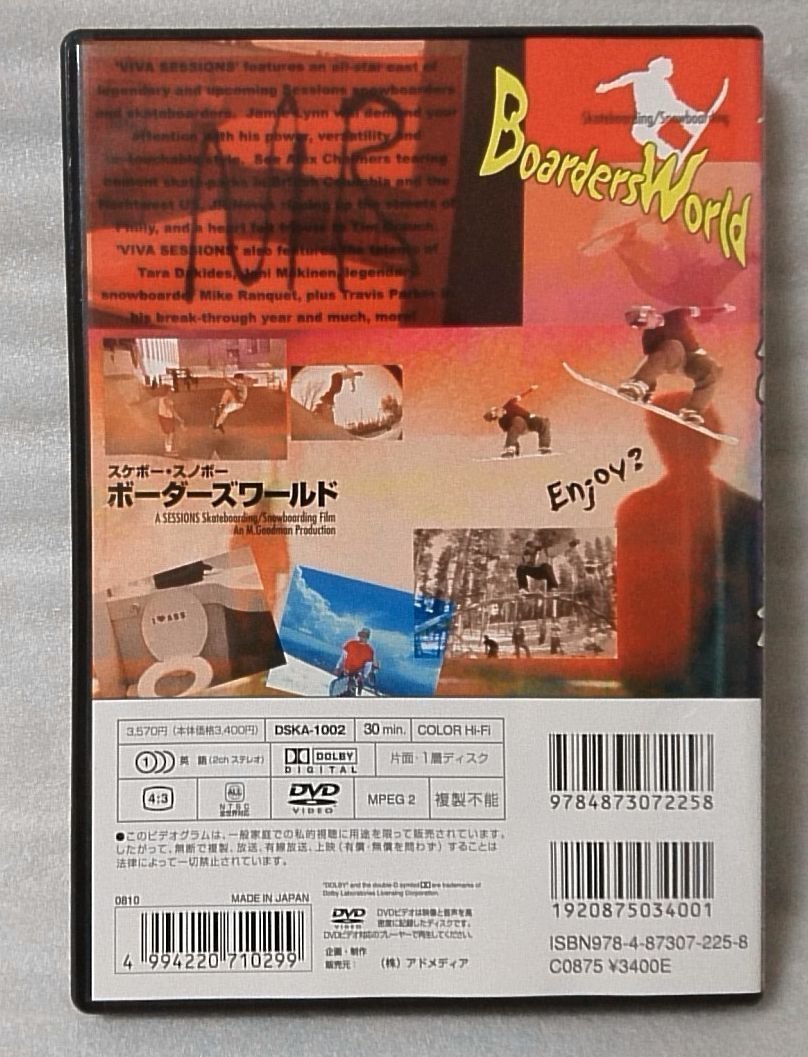 'VIVA SESSIONS' features an all-star cast of
legendary and upcoming Sessions snowboarders
and skateboarders. Jamie Lynn will demand your
attention with his power, versatility and
style. See Alex Chalmers tearing
cement skate-parks in British Columbia and the
Northwest US, ripping up the streets of
Philly, and a heart felt tribute to Tim Brauch.
'VIVA SESSIONS' also features the talents of
Tara Dakides, Joni Makinen, legendary
snowboarder Mike Ranquet, plus Travis Parker in
his break-through year and much, more!
Skateboarding/Snowboarding
BoardersWorld
スケボー・スノボー
ボーダーズワールド
A SESSIONS Skateboarding/Snowboarding Film
An M.Goodman Production
Enjoy?
I ♥ ASS
3,570円（本体価格3,400円） DSKA-1002 30 min. COLOR Hi-Fi
1 英 語 (2ch ステレオ) DOLBY DIGITAL 片面・1層ディスク
4:3 ALL NTSC 全世界対応 DVD VIDEO MPEG 2 複製不能
●このビデオグラムは、一般家庭での私的視聴に用途を限って販売されています。
したがって、無断で複製、放送、有線放送、上映（有償・無償を問わず）することは
法律によって一切禁止されています。
0810 MADE IN JAPAN
4 994220 710299
"DOLBY" and the double-D symbol are trademarks of
Dolby Laboratories Licensing Corporation.
DVD VIDEO
DVDビデオは映像と音声を高
密度に記録したディスクです。
DVDビデオ対応のプレーヤーで再生してください。
企画・制作
販売元： （株）アドメディア
9784873072258
1920875034001
ISBN978-4-87307-225-8
C0875 ¥3400E